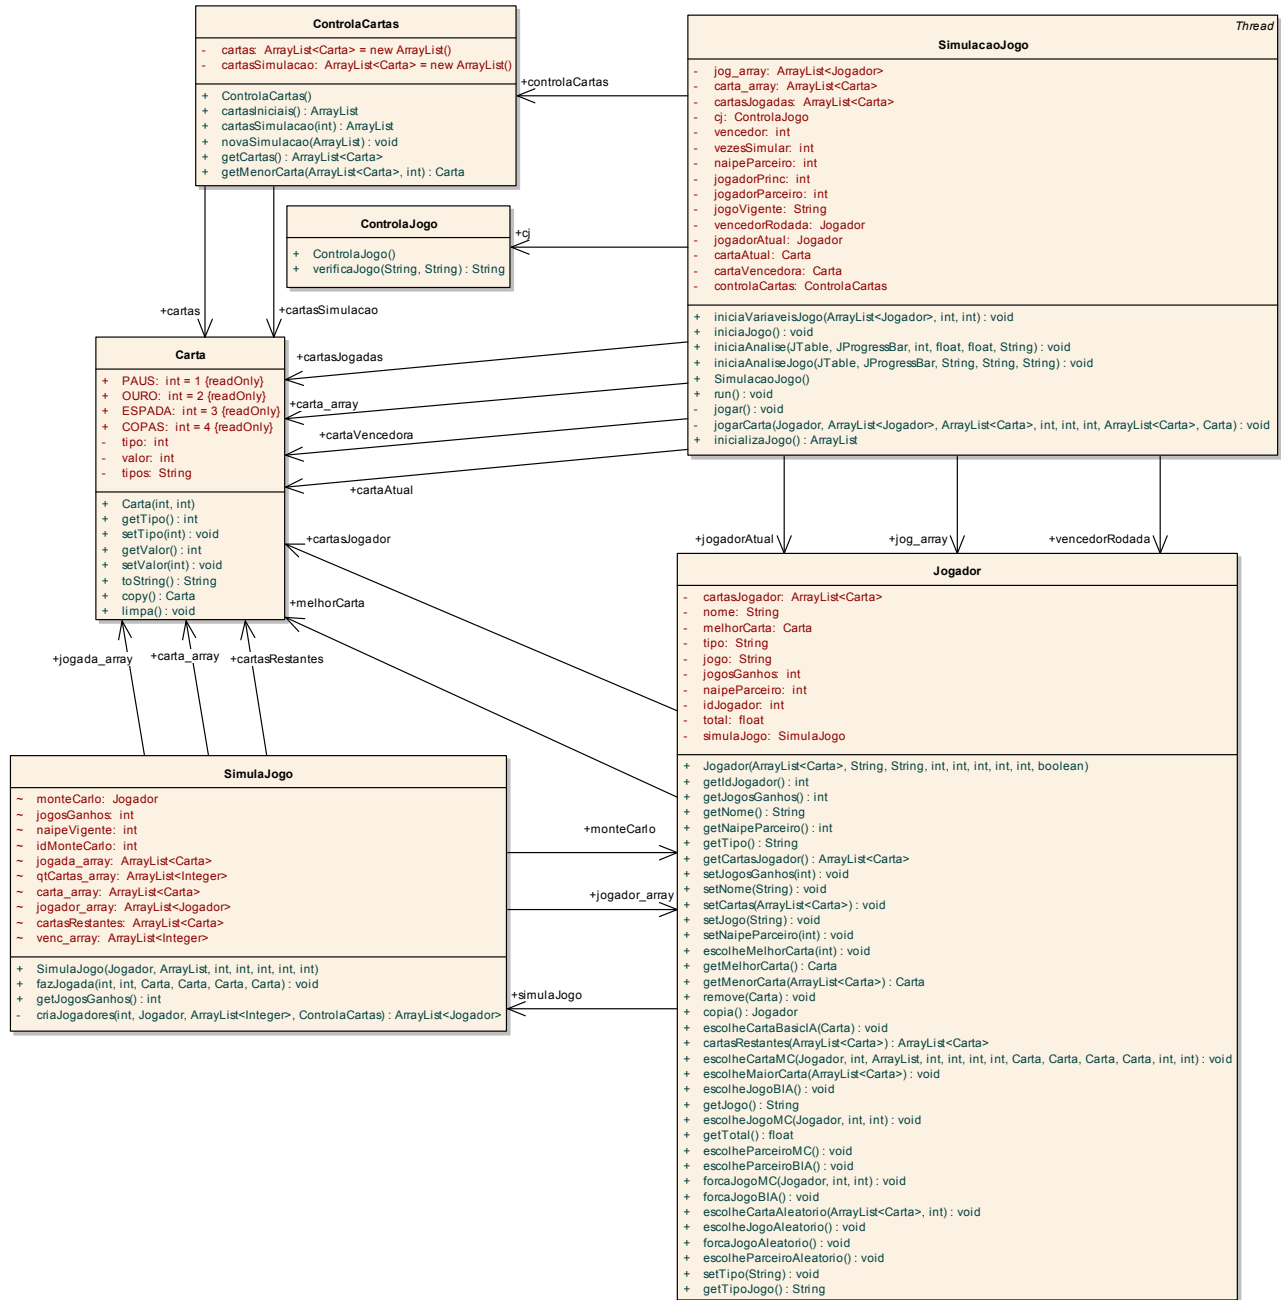 ControlaCartas
- cartas: ArrayList<Carta> = new ArrayList()
- cartasSimulacao: ArrayList<Carta> = new ArrayList()
+ ControlaCartas()
+ cartasIniciais() : ArrayList
+ cartasSimulacao(int) : ArrayList
+ novaSimulacao(ArrayList) : void
+ getCartas() : ArrayList<Carta>
+ getMenorCarta(ArrayList<Carta>, int) : Carta
Thread
SimulacaoJogo
- jog_array: ArrayList<Jogador>
- carta_array: ArrayList<Carta>
- cartasJogadas: ArrayList<Carta>
- cj: ControlaJogo
- vencedor: int
- vezesSimular: int
- naipeParceiro: int
- jogadorPrinc: int
- jogadorParceiro: int
- jogoVigente: String
- vencedorRodada: Jogador
- jogadorAtual: Jogador
- cartaAtual: Carta
- cartaVencedora: Carta
- controlaCartas: ControlaCartas
+ iniciaVariaveisJogo(ArrayList<Jogador>, int, int) : void
+ iniciaJogo() : void
+ iniciaAnalise(JTable, JProgressBar, int, float, float, String) : void
+ iniciaAnaliseJogo(JTable, JProgressBar, String, String, String) : void
+ SimulacaoJogo()
+ run() : void
- jogar() : void
- jogarCarta(Jogador, ArrayList<Jogador>, ArrayList<Carta>, int, int, int, ArrayList<Carta>, Carta) : void
+ inicializaJogo() : ArrayList
+controlaCartas
ControlaJogo
+ ControlaJogo()
+ verificaJogo(String, String) : String
+cj
+cartas
+cartasSimulacao
Carta
+ PAUS: int = 1 {readOnly}
+ OURO: int = 2 {readOnly}
+ ESPADA: int = 3 {readOnly}
+ COPAS: int = 4 {readOnly}
- tipo: int
- valor: int
- tipos: String
+ Carta(int, int)
+ getTipo() : int
+ setTipo(int) : void
+ getValor() : int
+ setValor(int) : void
+ toString() : String
+ copy() : Carta
+ limpa() : void
+cartasJogadas
+carta_array
+cartaVencedora
+cartaAtual
+cartasJogador
+melhorCarta
+jogadorAtual
+jog_array
+vencedorRodada
+jogada_array
+carta_array
+cartasRestantes
Jogador
- cartasJogador: ArrayList<Carta>
- nome: String
- melhorCarta: Carta
- tipo: String
- jogo: String
- jogosGanhos: int
- naipeParceiro: int
- idJogador: int
- total: float
- simulaJogo: SimulaJogo
+ Jogador(ArrayList<Carta>, String, String, int, int, int, int, int, boolean)
+ getIdJogador() : int
+ getJogosGanhos() : int
+ getNome() : String
+ getNaipeParceiro() : int
+ getTipo() : String
+ getCartasJogador() : ArrayList<Carta>
+ setJogosGanhos(int) : void
+ setNome(String) : void
+ setCartas(ArrayList<Carta>) : void
+ setJogo(String) : void
+ setNaipeParceiro(int) : void
+ escolheMelhorCarta(int) : void
+ getMelhorCarta() : Carta
+ getMenorCarta(ArrayList<Carta>) : Carta
+ remove(Carta) : void
+ copia() : Jogador
+ escolheCartaBasicIA(Carta) : void
+ cartasRestantes(ArrayList<Carta>) : ArrayList<Carta>
+ escolheCartaMC(Jogador, int, ArrayList, int, int, int, int, Carta, Carta, Carta, Carta, int, int) : void
+ escolheMaiorCarta(ArrayList<Carta>) : void
+ escolheJogoBIA() : void
+ getJogo() : String
+ escolheJogoMC(Jogador, int, int) : void
+ getTotal() : float
+ escolheParceiroMC() : void
+ escolheParceiroBIA() : void
+ forcaJogoMC(Jogador, int, int) : void
+ forcaJogoBIA() : void
+ escolheCartaAleatorio(ArrayList<Carta>, int) : void
+ escolheJogoAleatorio() : void
+ forcaJogoAleatorio() : void
+ escolheParceiroAleatorio() : void
+ setTipo(String) : void
+ getTipoJogo() : String
SimulaJogo
~ monteCarlo: Jogador
~ jogosGanhos: int
~ naipeVigente: int
~ idMonteCarlo: int
~ jogada_array: ArrayList<Carta>
~ qtCartas_array: ArrayList<Integer>
~ carta_array: ArrayList<Carta>
~ jogador_array: ArrayList<Jogador>
~ cartasRestantes: ArrayList<Carta>
~ venc_array: ArrayList<Integer>
+ SimulaJogo(Jogador, ArrayList, int, int, int, int, int)
+ fazJogada(int, int, Carta, Carta, Carta, Carta) : void
+ getJogosGanhos() : int
- criaJogadores(int, Jogador, ArrayList<Integer>, ControlaCartas) : ArrayList<Jogador>
+monteCarlo
+jogador_array
+simulaJogo